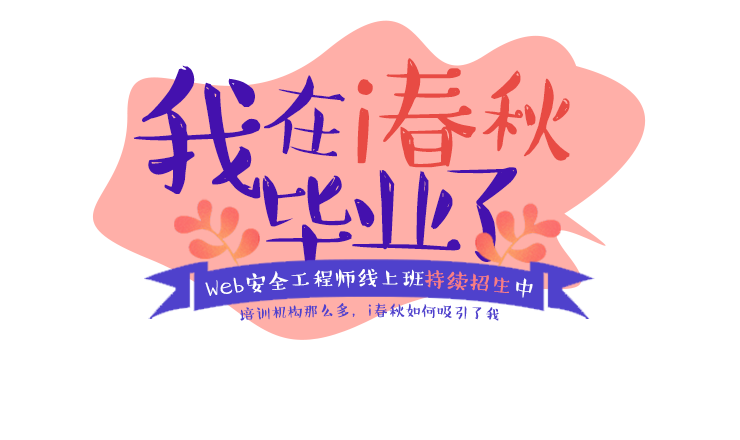 我在i春秋
毕业了
Web安全工程师线上班持续招生中
培训机构那么多，i春秋如何吸引了我